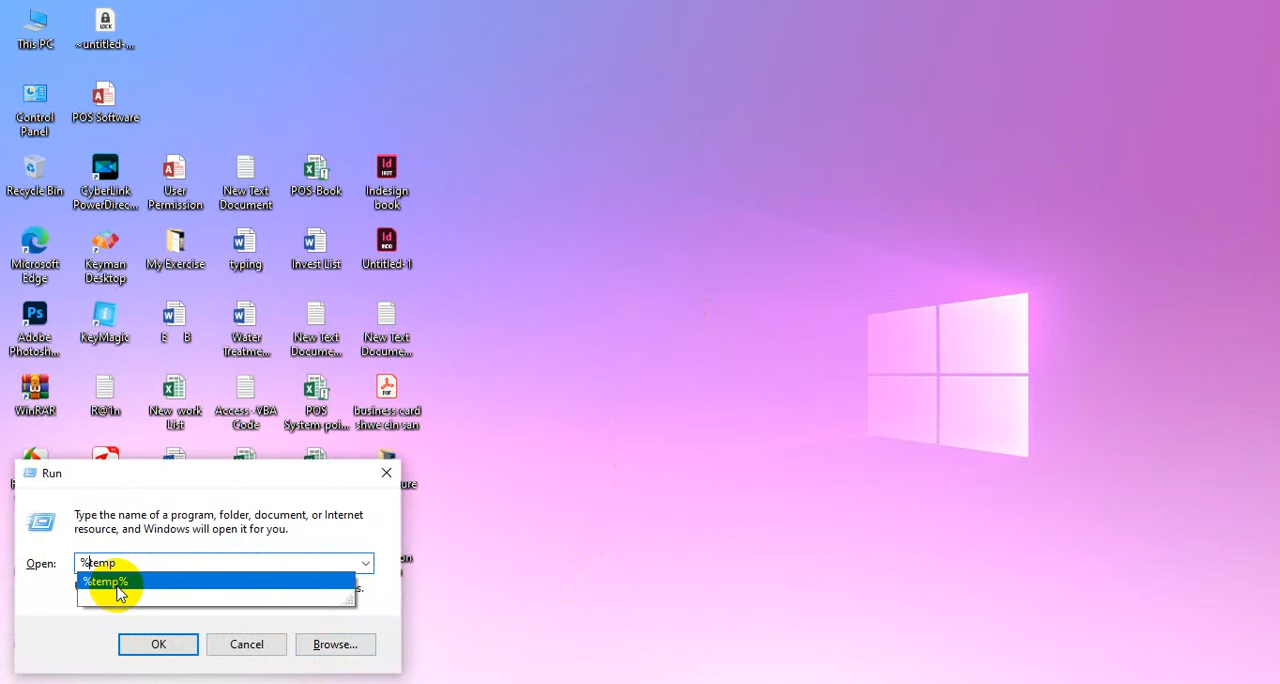 This PC
~untitled-...
LOCK
Control
Panel
POS Software
Recycle Bin
CyberLink
PowerDirec...
User
Permission
New Text
Document
POS-Book
Indesign
book
Microsoft
Edge
Keyman
Desktop
My Exercise
typing
Invest List
Untitled-1
Adobe
Photosh...
KeyMagic
E B
Water
Treatme...
New Text
Docume...
New Text
Docume...
WinRAR
R@1n
New work
List
Access -VBA
Code
POS
System-poi...
business card
shwe ein san
Run
Type the name of a program, folder, document, or Internet
resource, and Windows will open it for you.
Open:
%temp
%temp%
OK
Cancel
Browse...